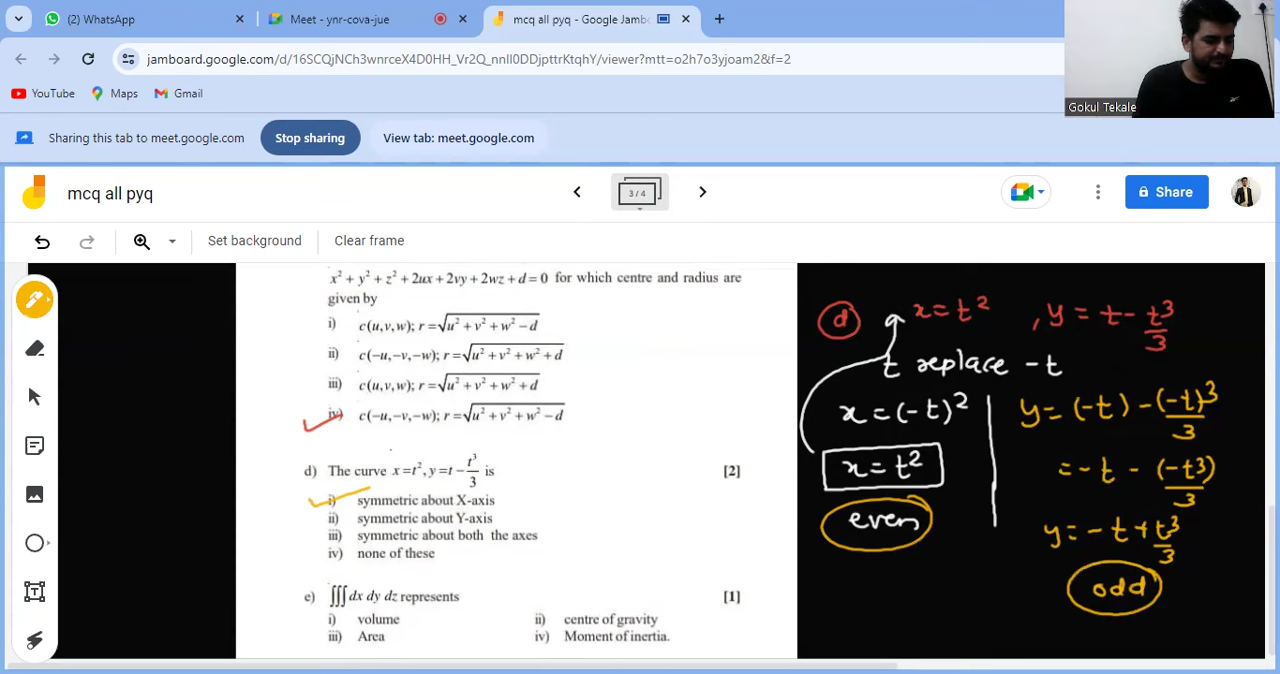 (2) WhatsApp
Meet - ynr-cova-jue
mcq all pyq - Google Jambo
jamboard.google.com/d/16SCQjNCh3wnrceX4D0HH_Vr2Q_nnlI0DDjpttrKtqhY/viewer?mtt=o2h7o3yjoam2&f=2
YouTube
Maps
Gmail
Gokul Tekale
Sharing this tab to meet.google.com
Stop sharing
View tab: meet.google.com
mcq all pyq
3 / 4
Share
Set background
Clear frame
x² + y² + z² + 2ux + 2vy + 2wz + d = 0 for which centre and radius are
given by
i) c(u,v,w); r = √(u² + v² + w² − d)
ii) c(−u,−v,−w); r = √(u² + v² + w² + d)
iii) c(u,v,w); r = √(u² + v² + w² + d)
iv) c(−u,−v,−w); r = √(u² + v² + w² − d)
d) The curve x = t², y = t − t³/3 is [2]
i) symmetric about X-axis
ii) symmetric about Y-axis
iii) symmetric about both the axes
iv) none of these
e) ∭ dx dy dz represents [1]
i) volume ii) centre of gravity
iii) Area iv) Moment of inertia.
d x = t² , y = t − t³/3
t replace −t
x = (−t)²
x = t²
even
y = (−t) − (−t)³/3
= −t − (−t³)/3
y = −t + t³/3
odd